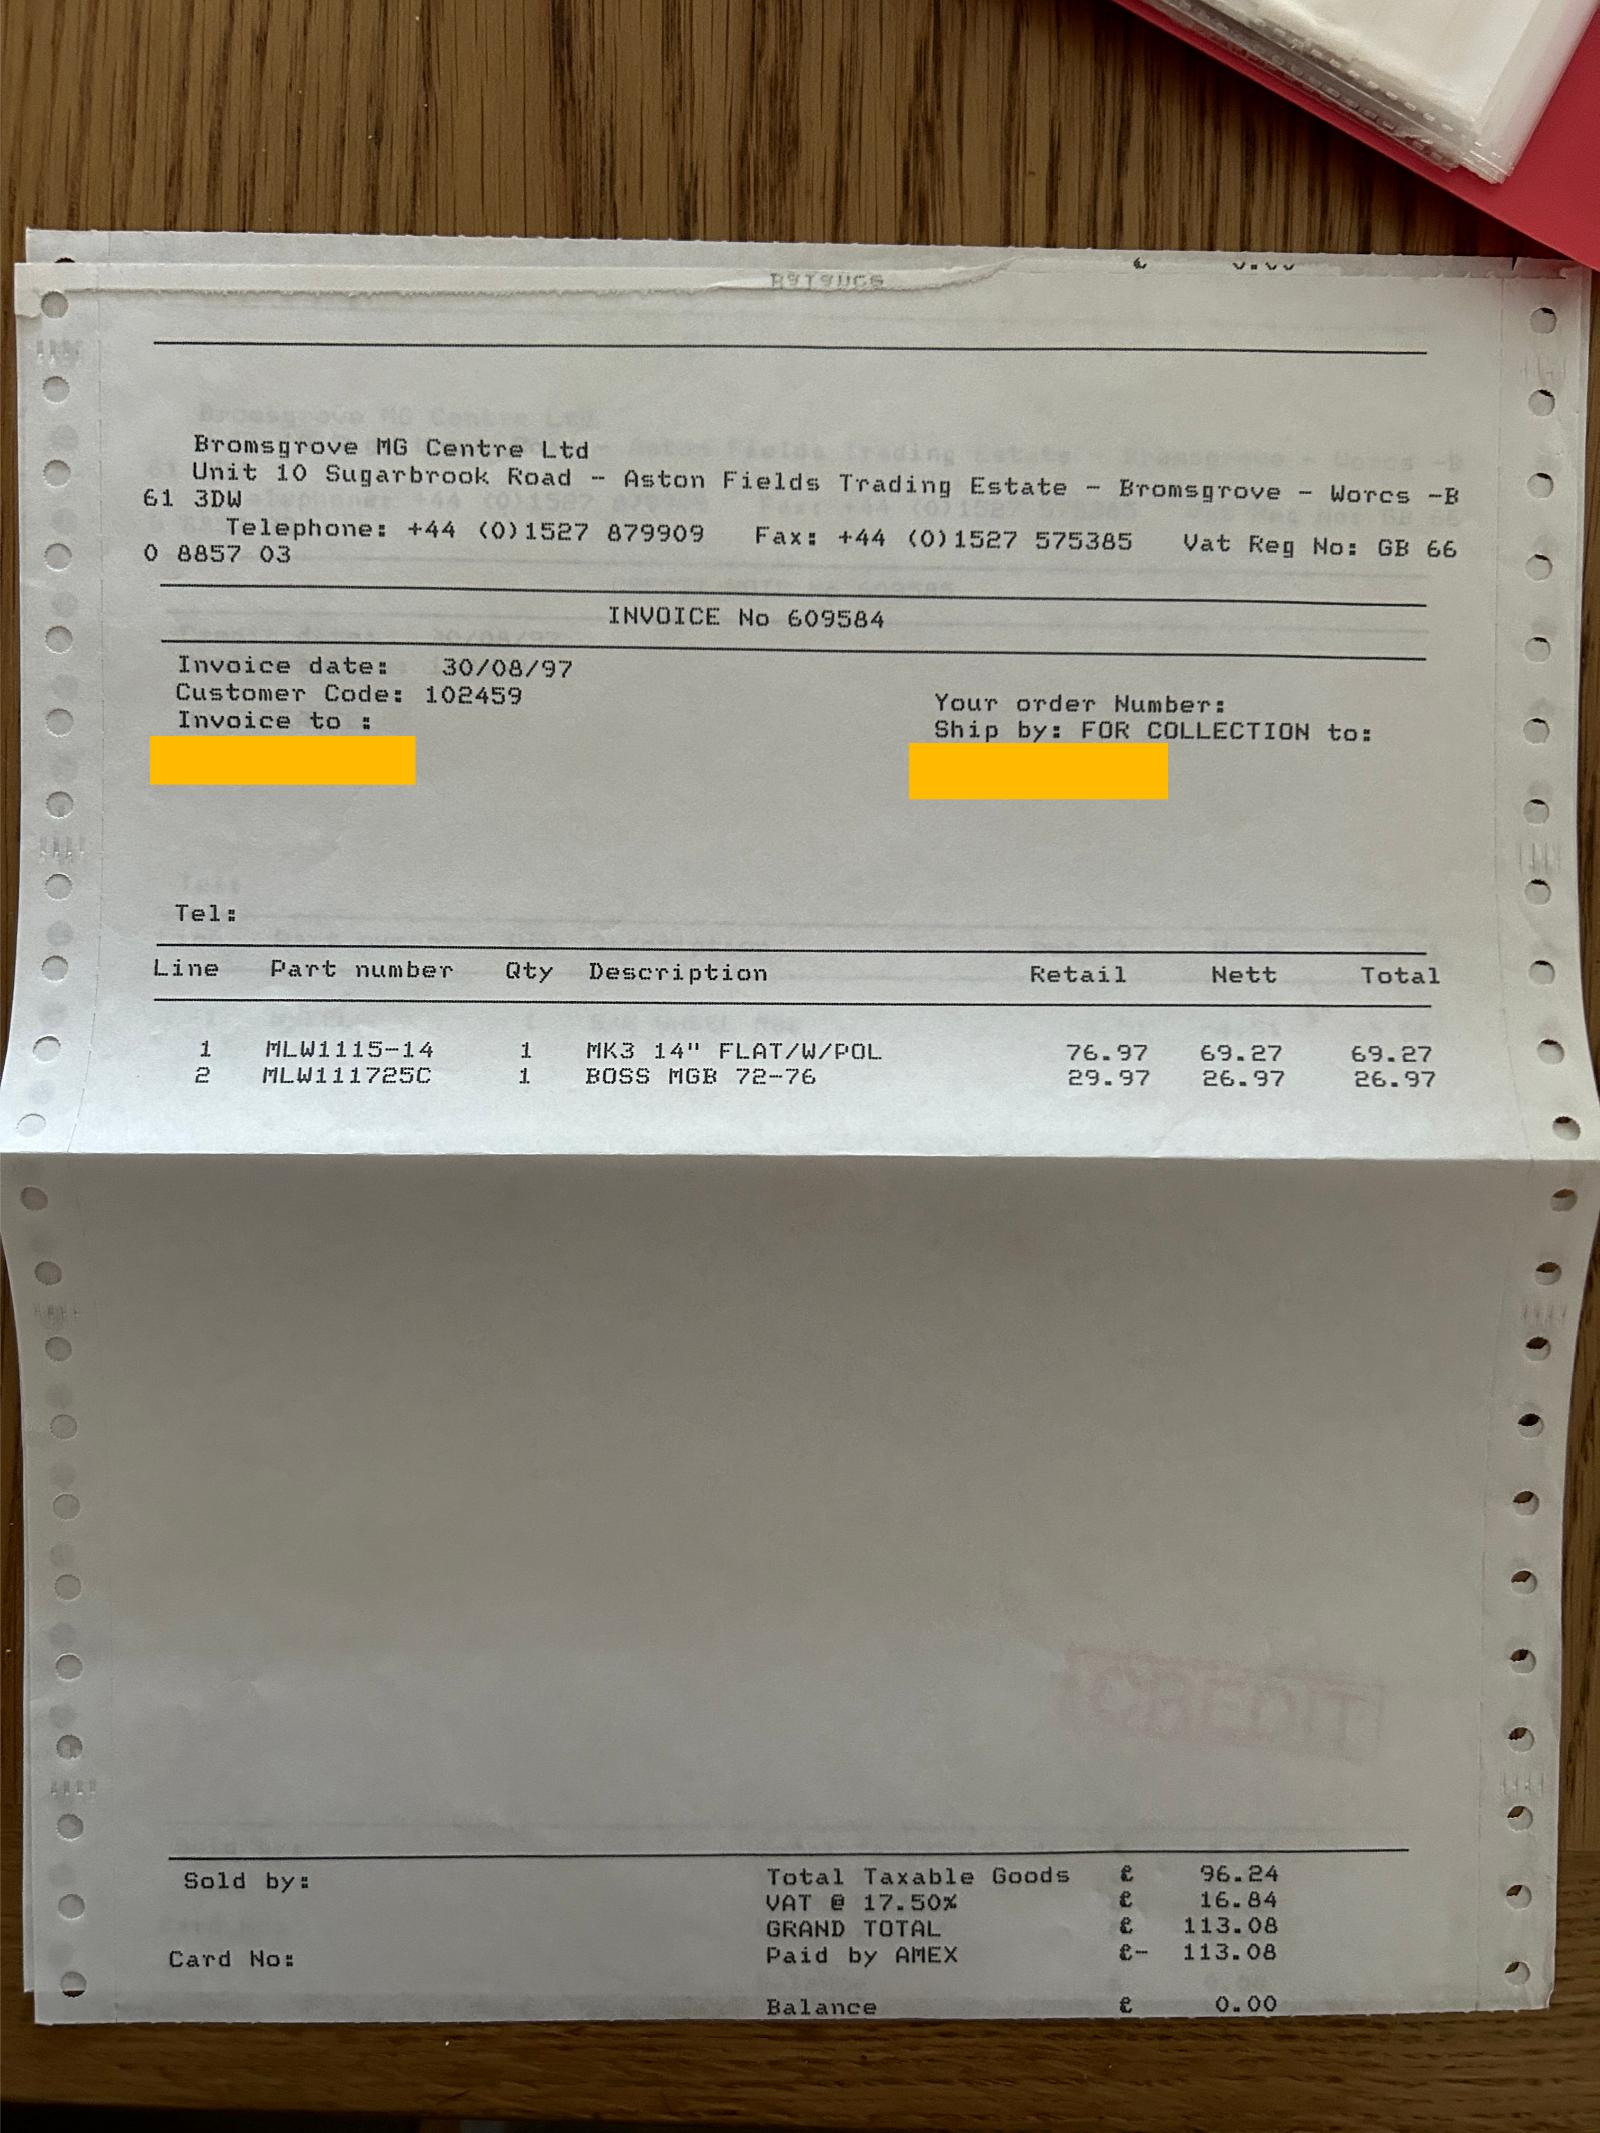 Balance
Bromsgrove MG Centre Ltd
Unit 10 Sugarbrook Road - Aston Fields Trading Estate - Bromsgrove - Worcs -B
61 3DW
Telephone: +44 (0)1527 879909 Fax: +44 (0)1527 575385 Vat Reg No: GB 66
0 8857 03
INVOICE No 609584
Invoice date: 30/08/97
Customer Code: 102459
Your order Number:
Invoice to :
Ship by: FOR COLLECTION to:
Tel:
Line Part number Qty Description Retail Nett Total
1 MLW1115-14 1 MK3 14" FLAT/W/POL 76.97 69.27 69.27
2 MLW111725C 1 BOSS MGB 72-76 29.97 26.97 26.97
Sold by:
Total Taxable Goods £ 96.24
VAT @ 17.50% £ 16.84
GRAND TOTAL £ 113.08
Card No:
Paid by AMEX £- 113.08
Balance £ 0.00